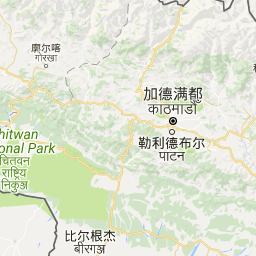 廓尔喀
गोरखा
加德满都
काठमाडौं
勒利德布尔
पाटन
hitwan
onal Park
चितवन
राष्ट्रिय
निकुञ्ज
比尔根杰
बीरगञ्ज